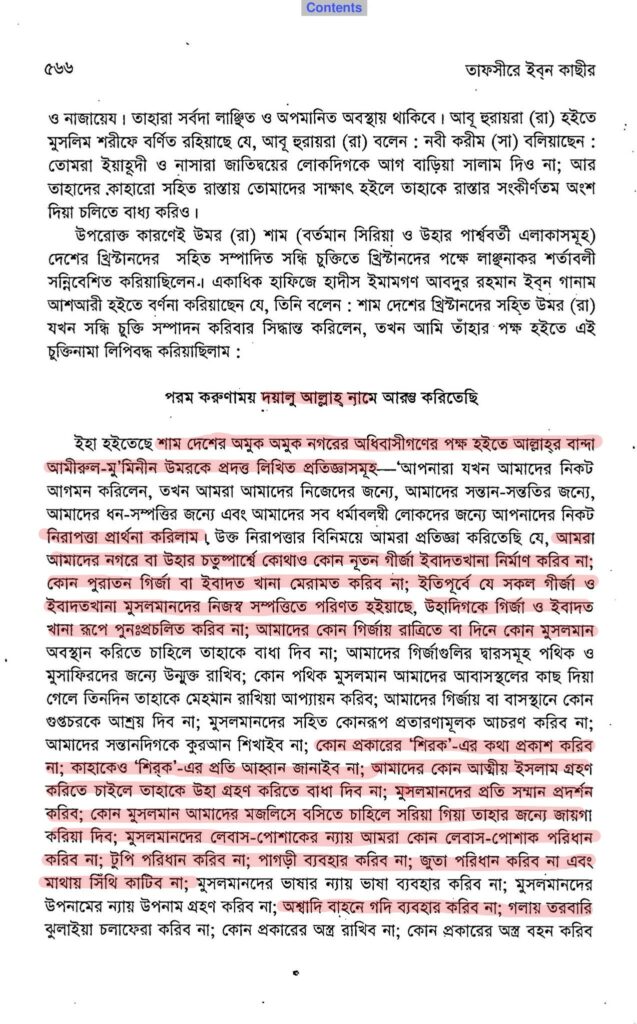 Contents
৫৬৬ তাফসীরে ইব্‌ন কাছীর
ও নাজায়েয। তাহারা সর্বদা লাঞ্ছিত ও অপমানিত অবস্থায় থাকিবে। আবূ হুরায়রা (রা) হইতে
মুসলিম শরীফে বর্ণিত রহিয়াছে যে, আবূ হুরায়রা (রা) বলেন : নবী করীম (সা) বলিয়াছেন :
তোমরা ইয়াহূদী ও নাসারা জাতিদ্বয়ের লোকদিগকে আগ বাড়িয়া সালাম দিও না; আর
তাহাদের কাহারো সহিত রাস্তায় তোমাদের সাক্ষাৎ হইলে তাহাকে রাস্তার সংকীর্ণতম অংশ
দিয়া চলিতে বাধ্য করিও।
উপরোক্ত কারণেই উমর (রা) শাম (বর্তমান সিরিয়া ও উহার পার্শ্ববর্তী এলাকাসমূহ)
দেশের খ্রিস্টানদের সহিত সম্পাদিত সন্ধি চুক্তিতে খ্রিস্টানদের পক্ষে লাঞ্ছনাকর শর্তাবলী
সন্নিবেশিত করিয়াছিলেন। একাধিক হাফিজে হাদীস ইমামগণ আবদুর রহমান ইব্‌ন গানাম
আশআরী হইতে বর্ণনা করিয়াছেন যে, তিনি বলেন : শাম দেশের খ্রিস্টানদের সহিত উমর (রা)
যখন সন্ধি চুক্তি সম্পাদন করিবার সিদ্ধান্ত করিলেন, তখন আমি তাঁহার পক্ষ হইতে এই
চুক্তিনামা লিপিবদ্ধ করিয়াছিলাম :
পরম করুণাময় দয়ালু আল্লাহ্ নামে আরম্ভ করিতেছি
ইহা হইতেছে শাম দেশের অমুক অমুক নগরের অধিবাসীগণের পক্ষ হইতে আল্লাহ্‌র বান্দা
আমীরুল-মু'মিনীন উমরকে প্রদত্ত লিখিত প্রতিজ্ঞাসমূহ—'আপনারা যখন আমাদের নিকট
আগমন করিলেন, তখন আমরা আমাদের নিজেদের জন্যে, আমাদের সন্তান-সন্ততির জন্যে,
আমাদের ধন-সম্পত্তির জন্যে এবং আমাদের সব ধর্মাবলম্বী লোকদের জন্যে আপনাদের নিকট
নিরাপত্তা প্রার্থনা করিলাম। উক্ত নিরাপত্তার বিনিময়ে আমরা প্রতিজ্ঞা করিতেছি যে, আমরা
আমাদের নগরে বা উহার চতুষ্পার্শ্বে কোথাও কোন নূতন গীর্জা ইবাদতখানা নির্মাণ করিব না;
কোন পুরাতন গির্জা বা ইবাদত খানা মেরামত করিব না; ইতিপূর্বে যে সকল গীর্জা ও
ইবাদতখানা মুসলমানদের নিজস্ব সম্পত্তিতে পরিণত হইয়াছে, উহাদিগকে গির্জা ও ইবাদত
খানা রূপে পুনঃপ্রচলিত করিব না; আমাদের কোন গির্জায় রাত্রিতে বা দিনে কোন মুসলমান
অবস্থান করিতে চাহিলে তাহাকে বাধা দিব না; আমাদের গির্জাগুলির দ্বারসমূহ পথিক ও
মুসাফিরদের জন্যে উন্মুক্ত রাখিব; কোন পথিক মুসলমান আমাদের আবাসস্থলের কাছ দিয়া
গেলে তিনদিন তাহাকে মেহমান রাখিয়া আপ্যায়ন করিব; আমাদের গির্জায় বা বাসস্থানে কোন
গুপ্তচরকে আশ্রয় দিব না; মুসলমানদের সহিত কোনরূপ প্রতারণামূলক আচরণ করিব না;
আমাদের সন্তানদিগকে কুরআন শিখাইব না; কোন প্রকারের 'শিরক'-এর কথা প্রকাশ করিব
না; কাহাকেও 'শির্‌ক'-এর প্রতি আহ্বান জানাইব না; আমাদের কোন আত্মীয় ইসলাম গ্রহণ
করিতে চাইলে তাহাকে উহা গ্রহণ করিতে বাধা দিব না; মুসলমানদের প্রতি সম্মান প্রদর্শন
করিব; কোন মুসলমান আমাদের মজলিসে বসিতে চাহিলে সরিয়া গিয়া তাহার জন্যে জায়গা
করিয়া দিব; মুসলমানদের লেবাস-পোশাকের ন্যায় আমরা কোন লেবাস-পোশাক পরিধান
করিব না; টুপি পরিধান করিব না; পাগড়ী ব্যবহার করিব না; জুতা পরিধান করিব না এবং
মাথায় সিঁথি কাটিব না; মুসলমানদের ভাষার ন্যায় ভাষা ব্যবহার করিব না; মুসলমানদের
উপনামের ন্যায় উপনাম গ্রহণ করিব না; অশ্বাদি বাহনে গদি ব্যবহার করিব না; গলায় তরবারি
ঝুলাইয়া চলাফেরা করিব না; কোন প্রকারের অস্ত্র রাখিব না; কোন প্রকারের অস্ত্র বহন করিব